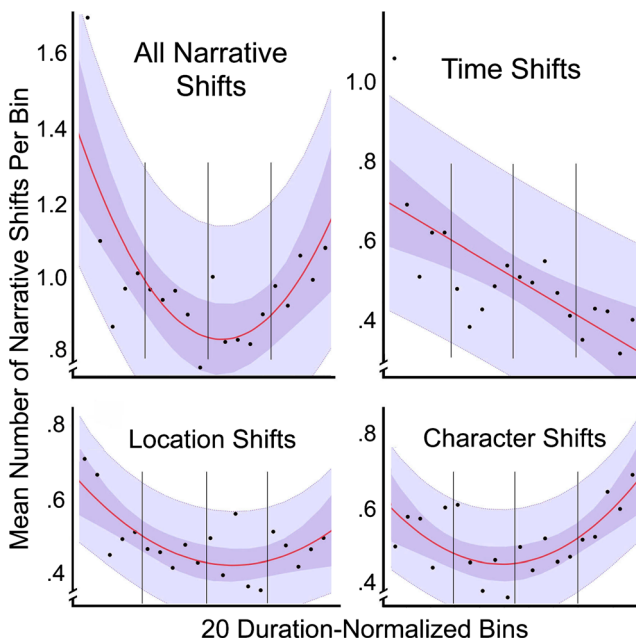 Mean Number of Narrative Shifts Per Bin
All Narrative
Shifts
1.6
1.4
1.2
1.0
.8
Time Shifts
1.0
.8
.6
.4
Location Shifts
.8
.6
.4
Character Shifts
.8
.6
.4
20 Duration-Normalized Bins